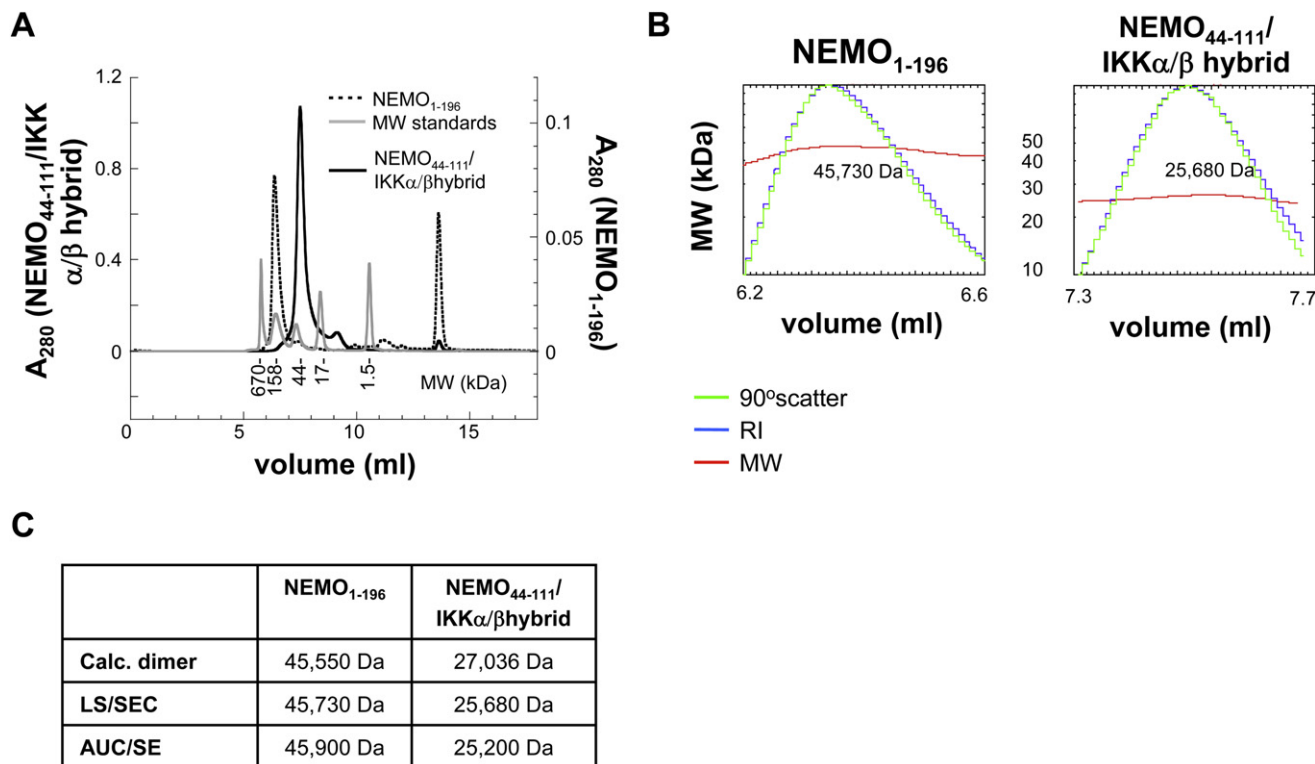 A
A280 (NEMO44-111/IKK
α/β hybrid)
1.2
0.8
0.4
0
NEMO1-196
MW standards
NEMO44-111/
IKKα/βhybrid
0.1
0.05
0
A280 (NEMO1-196)
670-
158-
44-
17-
1.5-
MW (kDa)
0
5
10
15
volume (ml)
B
NEMO1-196
MW (kDa)
45,730 Da
6.2
6.6
volume (ml)
NEMO44-111/
IKKα/β hybrid
50
40
30
20
10
25,680 Da
7.3
7.7
volume (ml)
90oscatter
RI
MW
C
NEMO1-196
NEMO44-111/
IKKα/βhybrid
Calc. dimer 45,550 Da 27,036 Da
LS/SEC 45,730 Da 25,680 Da
AUC/SE 45,900 Da 25,200 Da